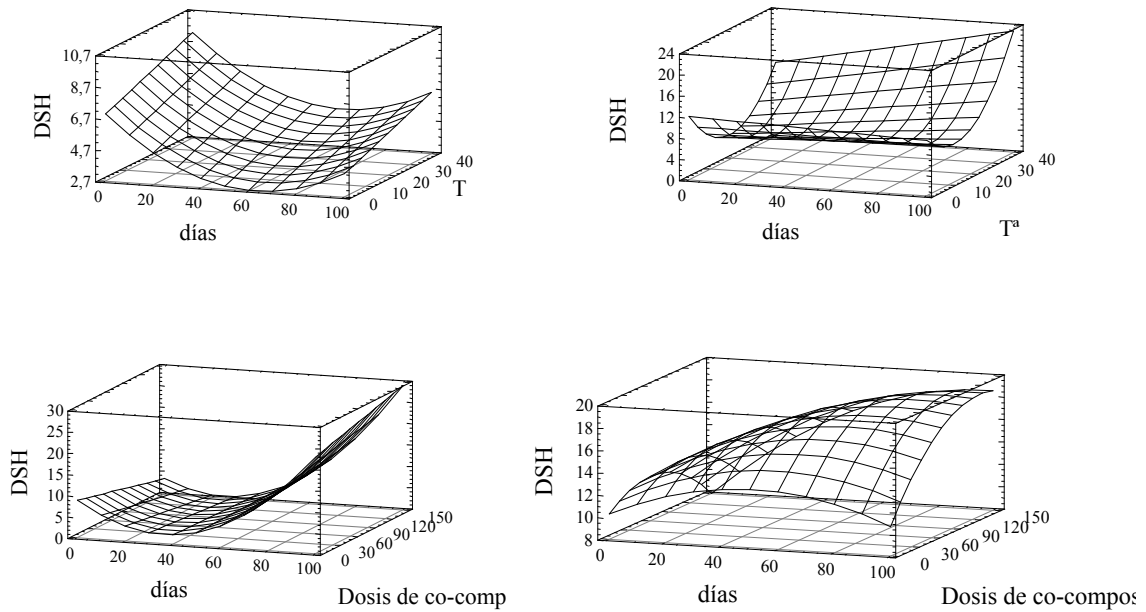 10,7
8,7
6,7
4,7
2,7
DSH
0 20 40 60 80 100
días
0 10 20 30 40
T
24
20
16
12
8
4
0
DSH
0 20 40 60 80 100
días
0 10 20 30 40
Tª
30
25
20
15
10
5
0
DSH
0 20 40 60 80 100
días
0 30 60 90 120 150
Dosis de co-comp
20
18
16
14
12
10
8
DSH
0 20 40 60 80 100
días
0 30 60 90 120 150
Dosis de co-compos